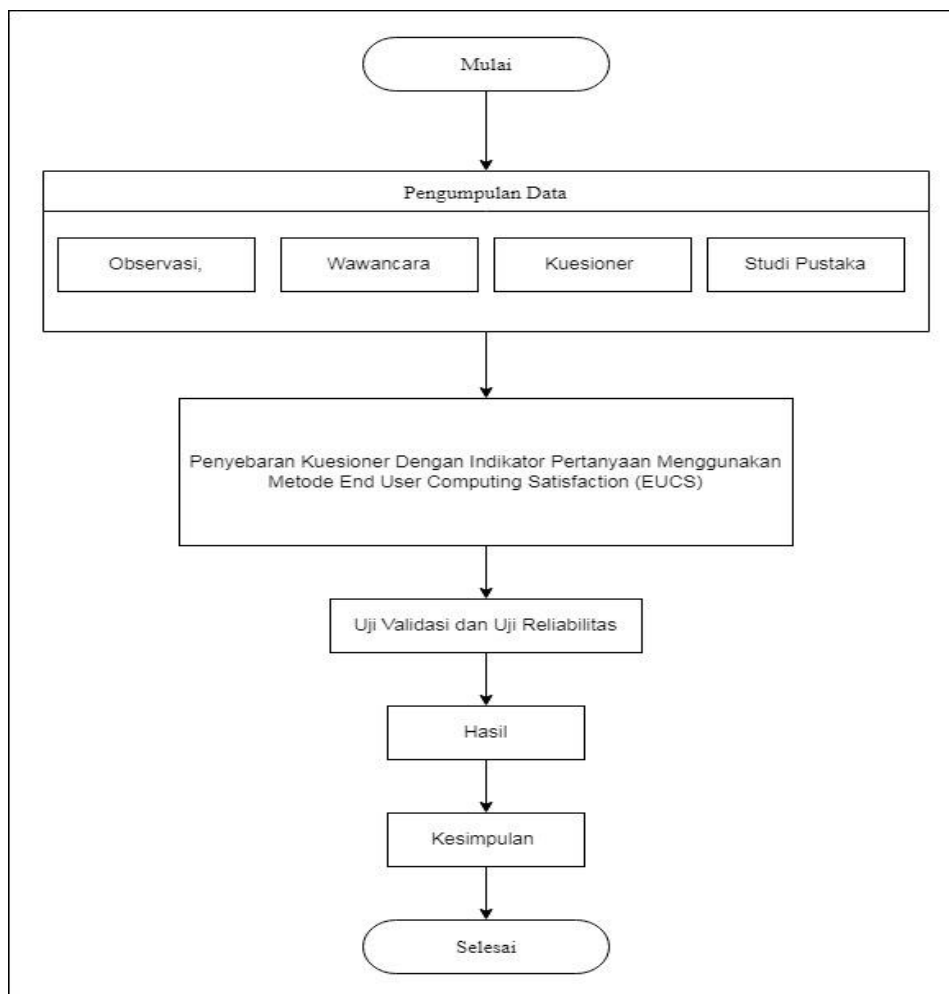 Mulai
Pengumpulan Data
Observasi,
Wawancara
Kuesioner
Studi Pustaka
Penyebaran Kuesioner Dengan Indikator Pertanyaan Menggunakan
Metode End User Computing Satisfaction (EUCS)
Uji Validasi dan Uji Reliabilitas
Hasil
Kesimpulan
Selesai